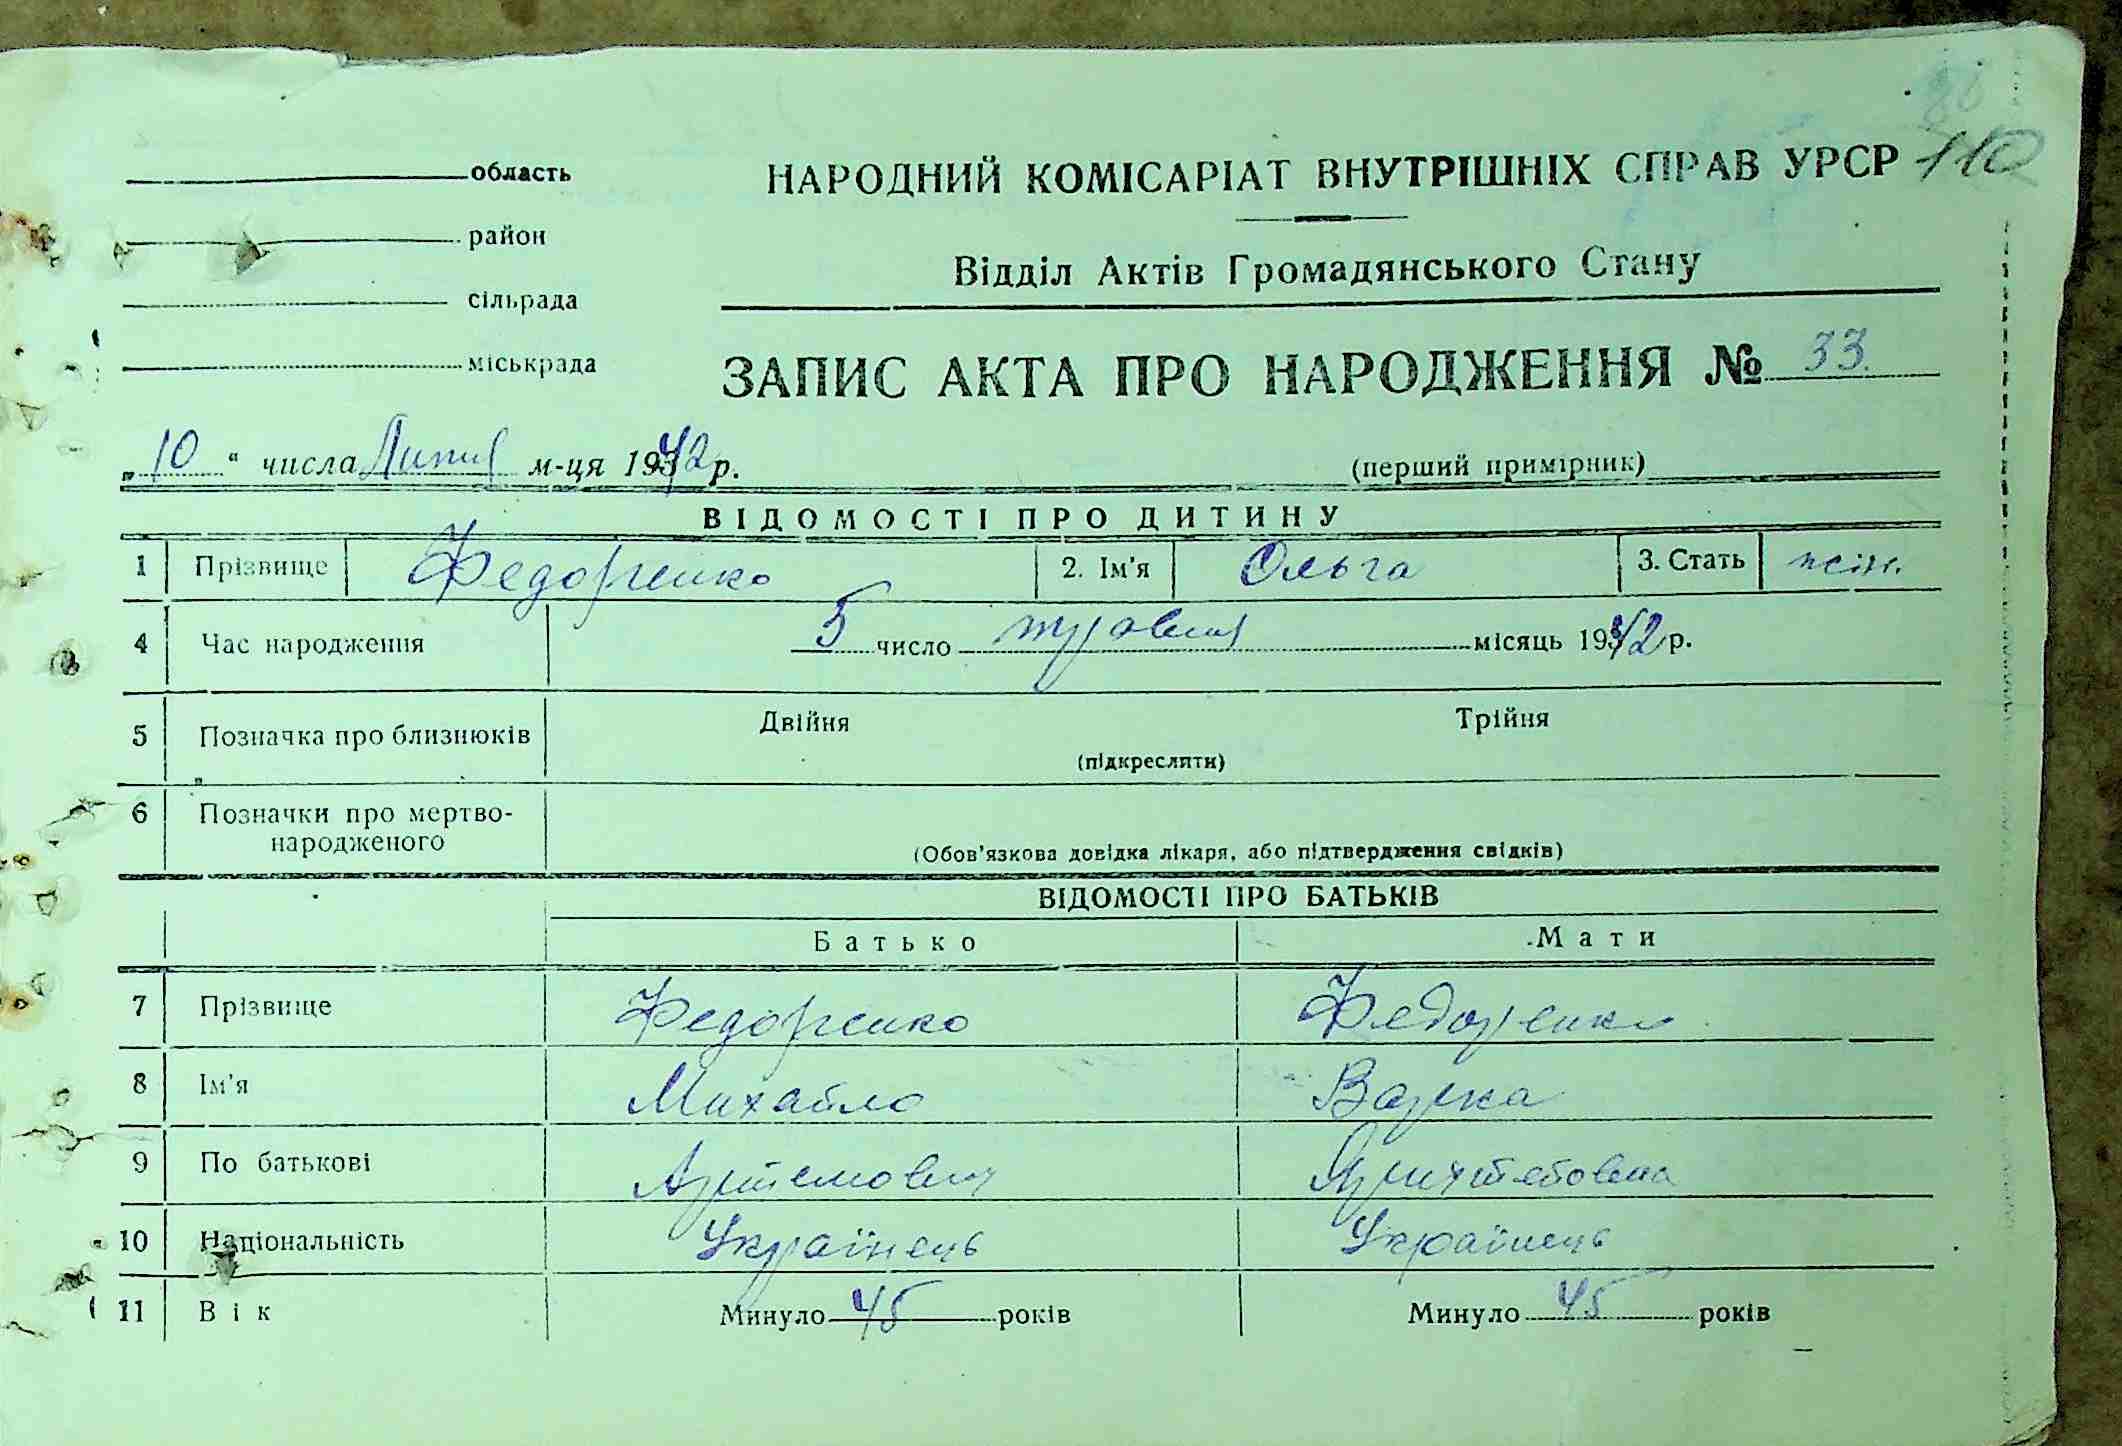 область НАРОДНИЙ КОМІСАРІАТ ВНУТРІШНІХ СПРАВ УРСР 110
район
Відділ Актів Громадянського Стану
сільрада
міськрада
ЗАПИС АКТА ПРО НАРОДЖЕННЯ № 33.
„10“ числа Липня м-ця 1942 р. (перший примірник)
ВІДОМОСТІ ПРО ДИТИНУ
1 Прізвище Федоренко 2. Ім'я Ольга 3. Стать жін.
4 Час народження 5 число травня місяць 1942 р.
5 Позначка про близнюків Двійня Трійня
(підкреслити)
6 Позначки про мертво-
народженого
(Обов'язкова довідка лікаря, або підтвердження свідків)
ВІДОМОСТІ ПРО БАТЬКІВ
Батько Мати
7 Прізвище Федоренко Федоренко
8 Ім'я Михайло Варка
9 По батькові Артемович
10 Національність Українець Українець
11 Вік Минуло 45 років Минуло 45 років